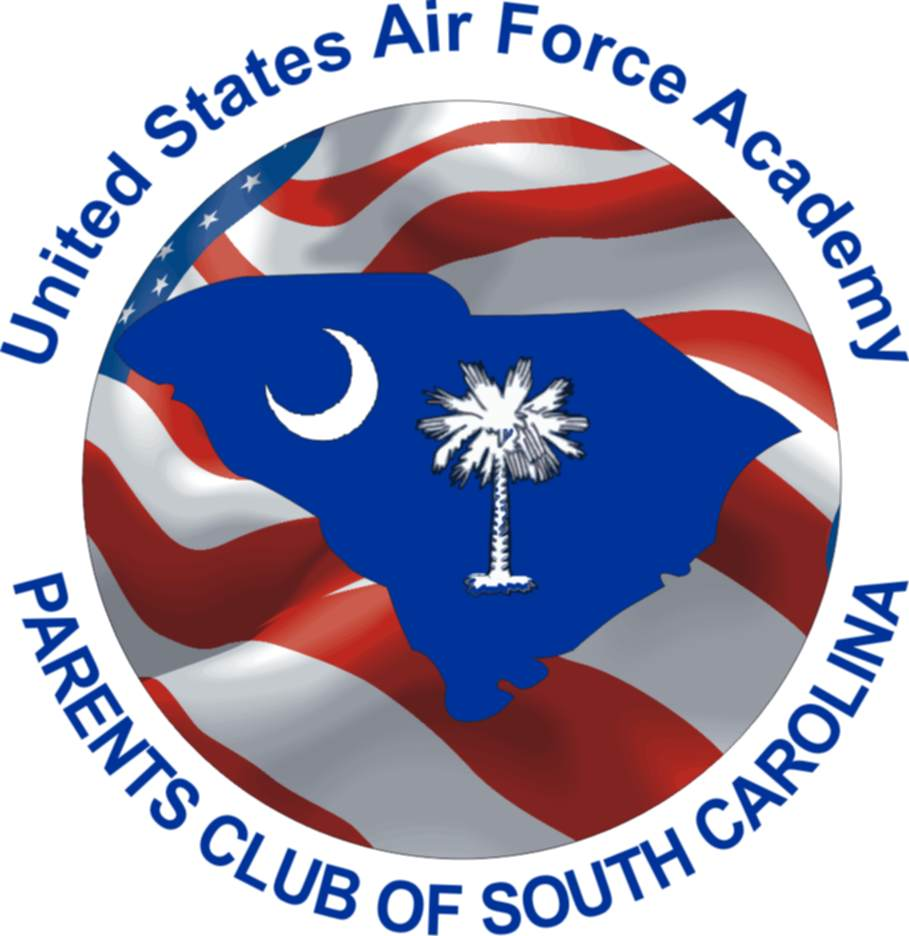 United States Air Force Academy
PARENTS CLUB OF SOUTH CAROLINA